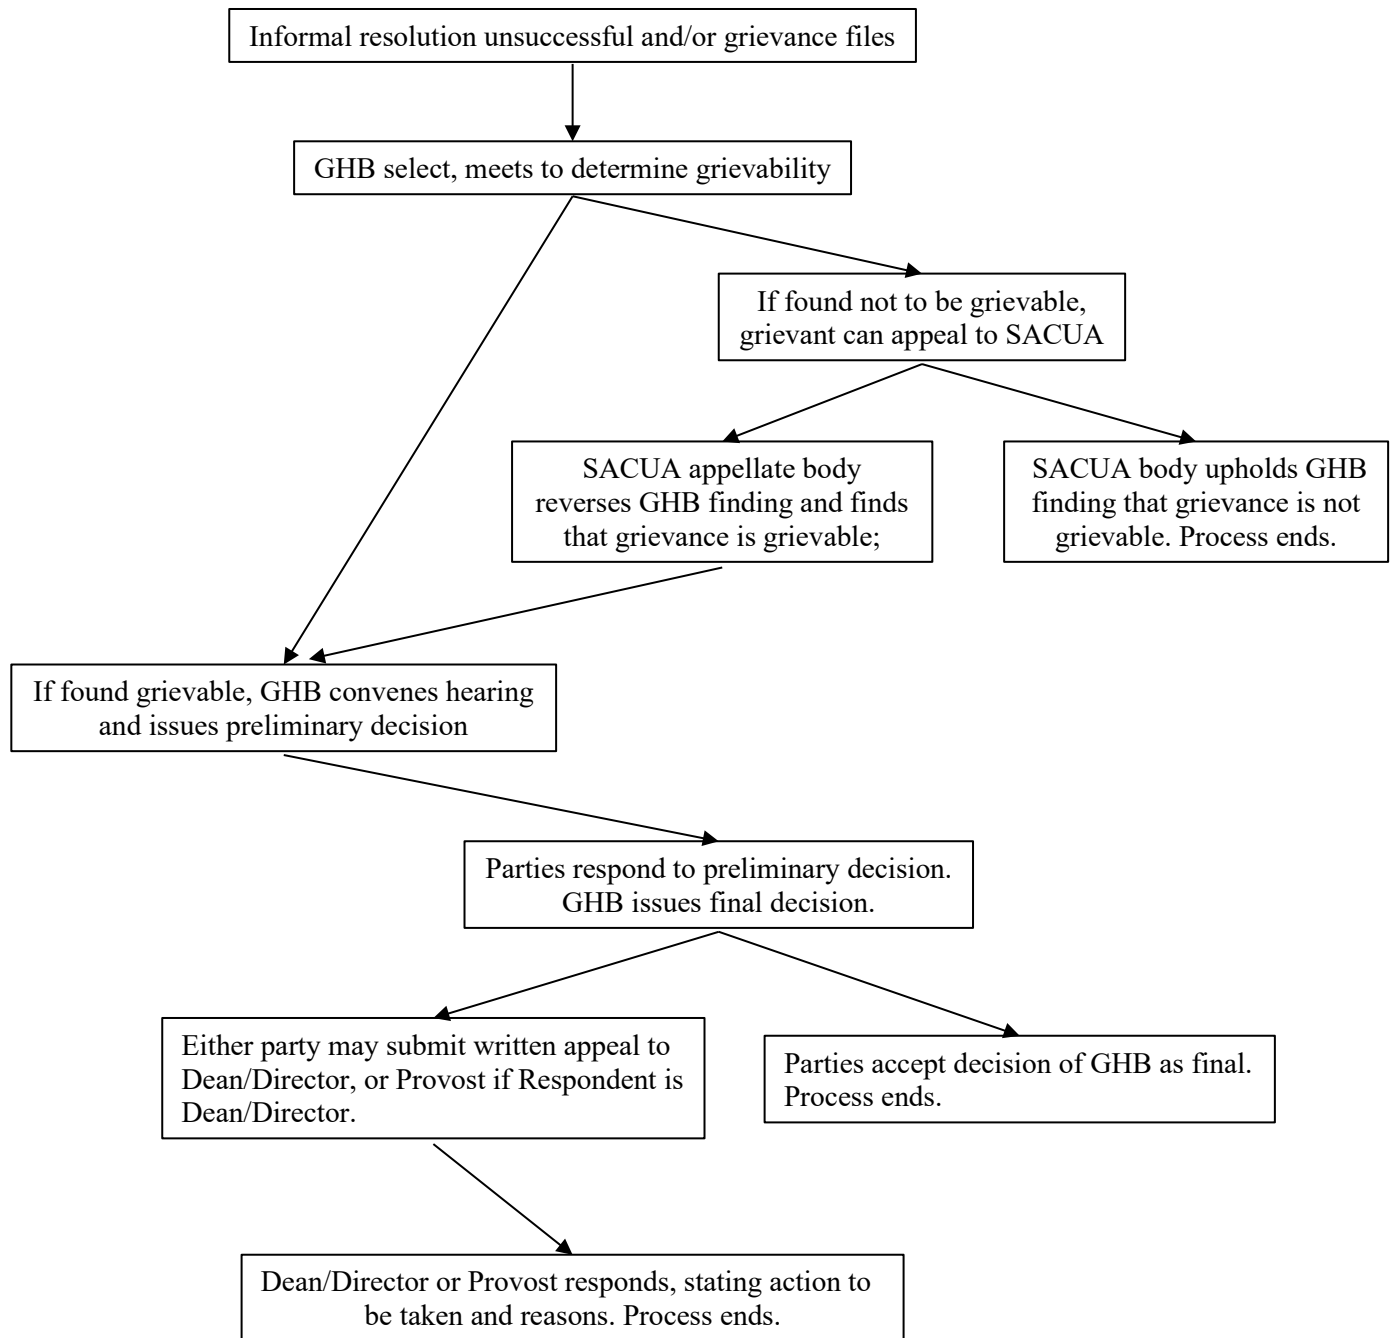 Informal resolution unsuccessful and/or grievance files
GHB select, meets to determine grievability
If found not to be grievable,
grievant can appeal to SACUA
SACUA appellate body
reverses GHB finding and finds
that grievance is grievable;
SACUA body upholds GHB
finding that grievance is not
grievable. Process ends.
If found grievable, GHB convenes hearing
and issues preliminary decision
Parties respond to preliminary decision.
GHB issues final decision.
Either party may submit written appeal to
Dean/Director, or Provost if Respondent is
Dean/Director.
Parties accept decision of GHB as final.
Process ends.
Dean/Director or Provost responds, stating action to
be taken and reasons. Process ends.